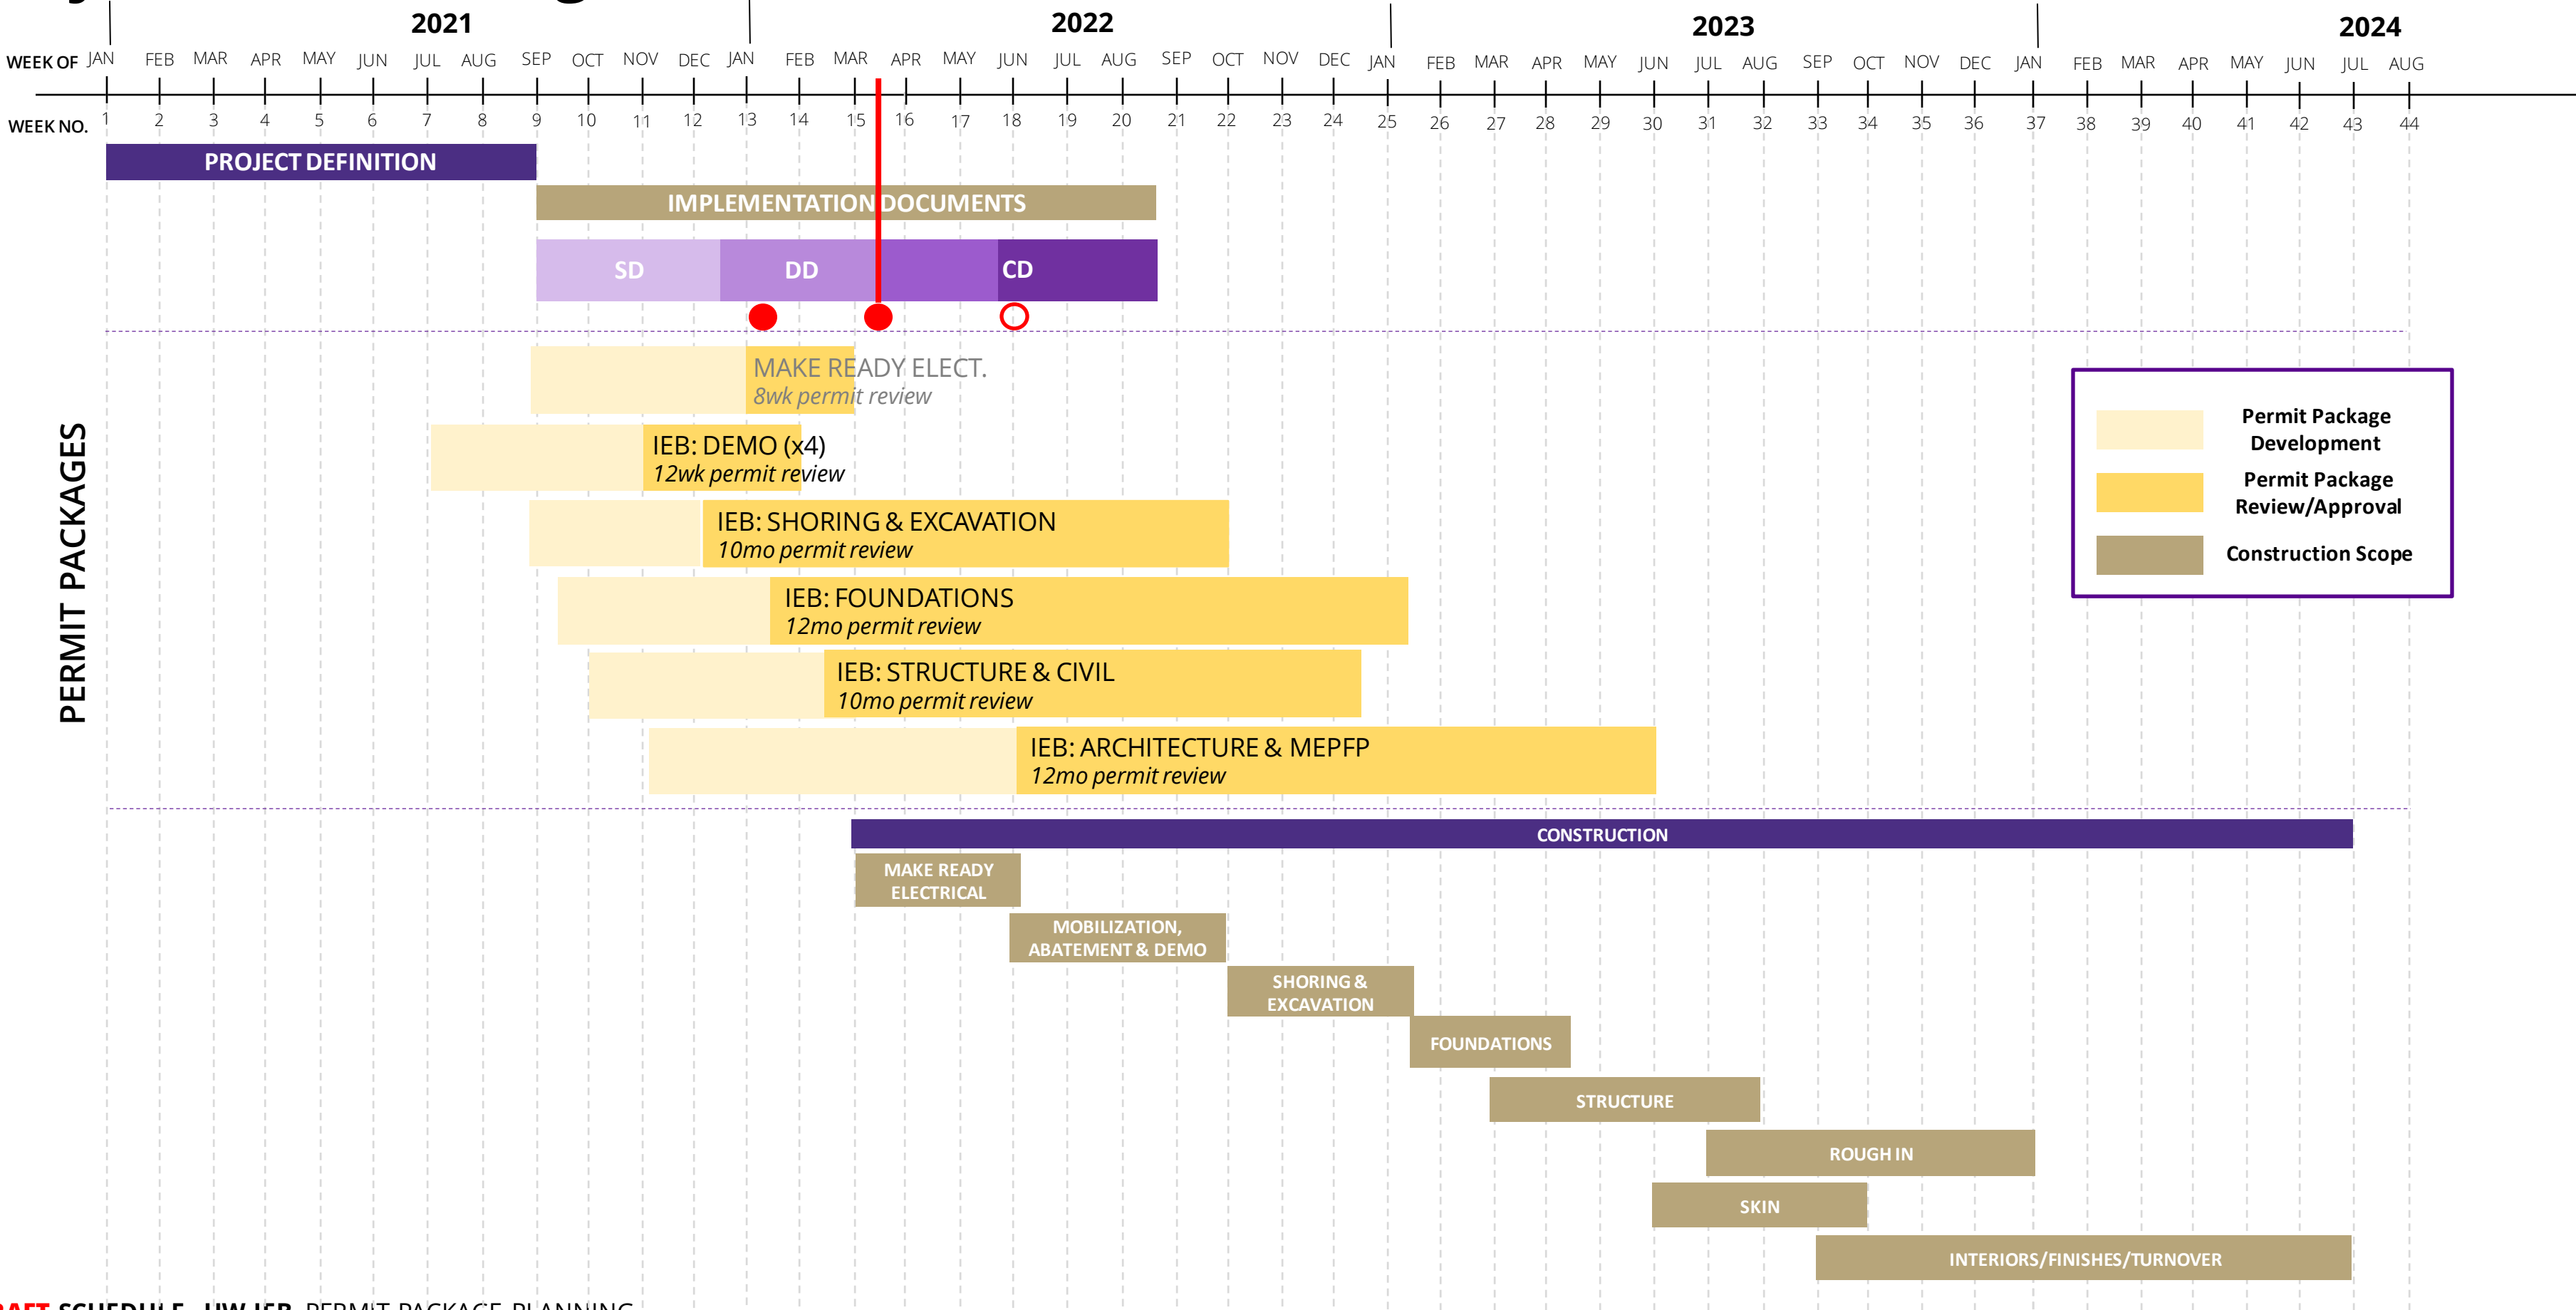 2021 2022 2023 2024
WEEK OF JAN FEB MAR APR MAY JUN JUL AUG SEP OCT NOV DEC JAN FEB MAR APR MAY JUN JUL AUG SEP OCT NOV DEC JAN FEB MAR APR MAY JUN JUL AUG SEP OCT NOV DEC JAN FEB MAR APR MAY JUN JUL AUG
WEEK NO. 1 2 3 4 5 6 7 8 9 10 11 12 13 14 15 16 17 18 19 20 21 22 23 24 25 26 27 28 29 30 31 32 33 34 35 36 37 38 39 40 41 42 43 44
PROJECT DEFINITION
IMPLEMENTATION DOCUMENTS
SD DD CD
PERMIT PACKAGES
MAKE READY ELECT.
8wk permit review
IEB: DEMO (x4)
12wk permit review
IEB: SHORING & EXCAVATION
10mo permit review
IEB: FOUNDATIONS
12mo permit review
IEB: STRUCTURE & CIVIL
10mo permit review
IEB: ARCHITECTURE & MEPFP
12mo permit review
Permit Package
Development
Permit Package
Review/Approval
Construction Scope
CONSTRUCTION
MAKE READY
ELECTRICAL
MOBILIZATION,
ABATEMENT & DEMO
SHORING &
EXCAVATION
FOUNDATIONS
STRUCTURE
ROUGH IN
SKIN
INTERIORS/FINISHES/TURNOVER
SCHEDULE UW IEB PERMIT PACKAGE PLANNING